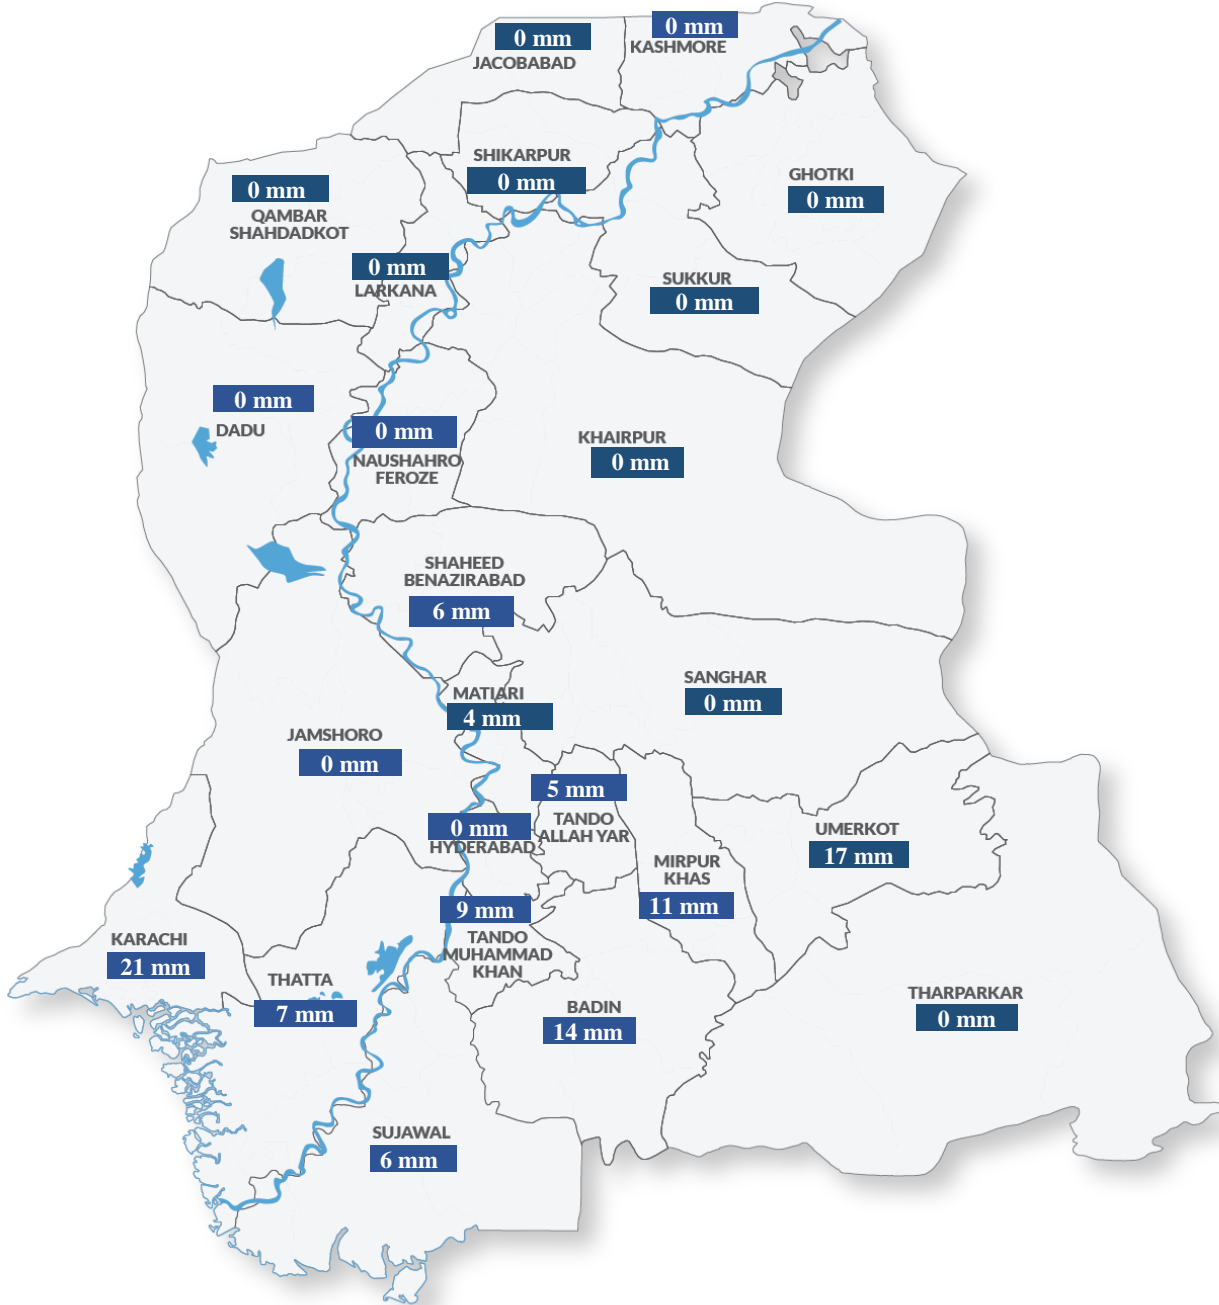 0 mm
KASHMORE
0 mm
JACOBABAD
SHIKARPUR
0 mm
GHOTKI
0 mm
0 mm
QAMBAR
SHAHDADKOT
0 mm
LARKANA
SUKKUR
0 mm
0 mm
DADU
0 mm
NAUSHAHRO
FEROZE
KHAIRPUR
0 mm
SHAHEED
BENAZIRABAD
6 mm
SANGHAR
0 mm
MATIARI
4 mm
JAMSHORO
0 mm
5 mm
TANDO
ALLAH YAR
0 mm
HYDERABAD
UMERKOT
17 mm
MIRPUR
KHAS
11 mm
9 mm
TANDO
MUHAMMAD
KHAN
KARACHI
21 mm
THATTA
7 mm
BADIN
14 mm
THARPARKAR
0 mm
SUJAWAL
6 mm